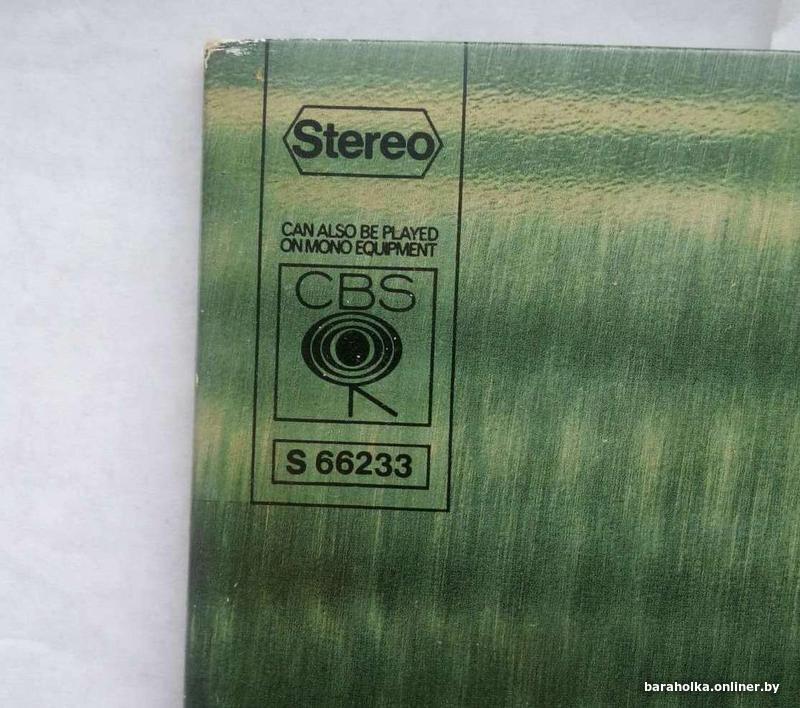 Stereo
CAN ALSO BE PLAYED
ON MONO EQUIPMENT
CBS
S 66233
baraholka.onliner.by